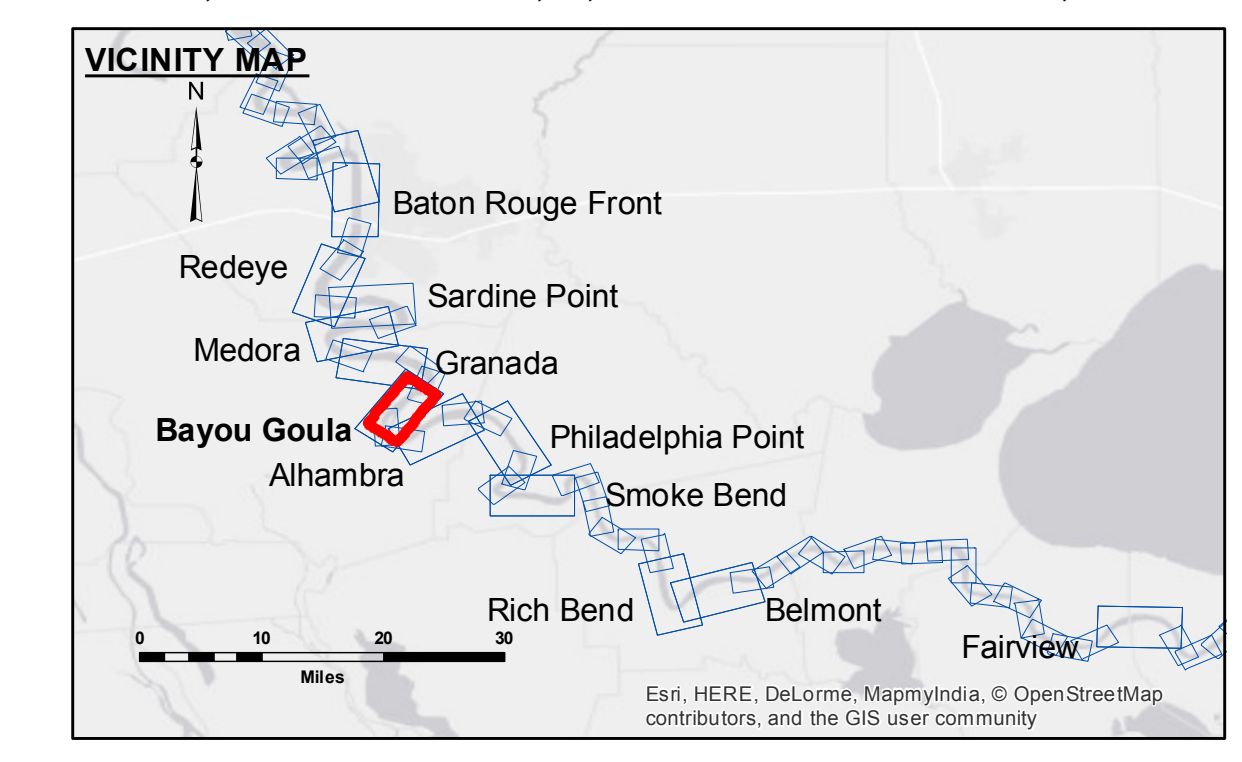 VICINITY MAP
N
Baton Rouge Front
Redeye
Sardine Point
Medora
Granada
Bayou Goula
Philadelphia Point
Alhambra
Smoke Bend
Rich Bend
Belmont
0 10 20 30
Fairview
Miles
Esri, HERE, DeLorme, MapmyIndia, © OpenStreetMap
contributors, and the GIS user community